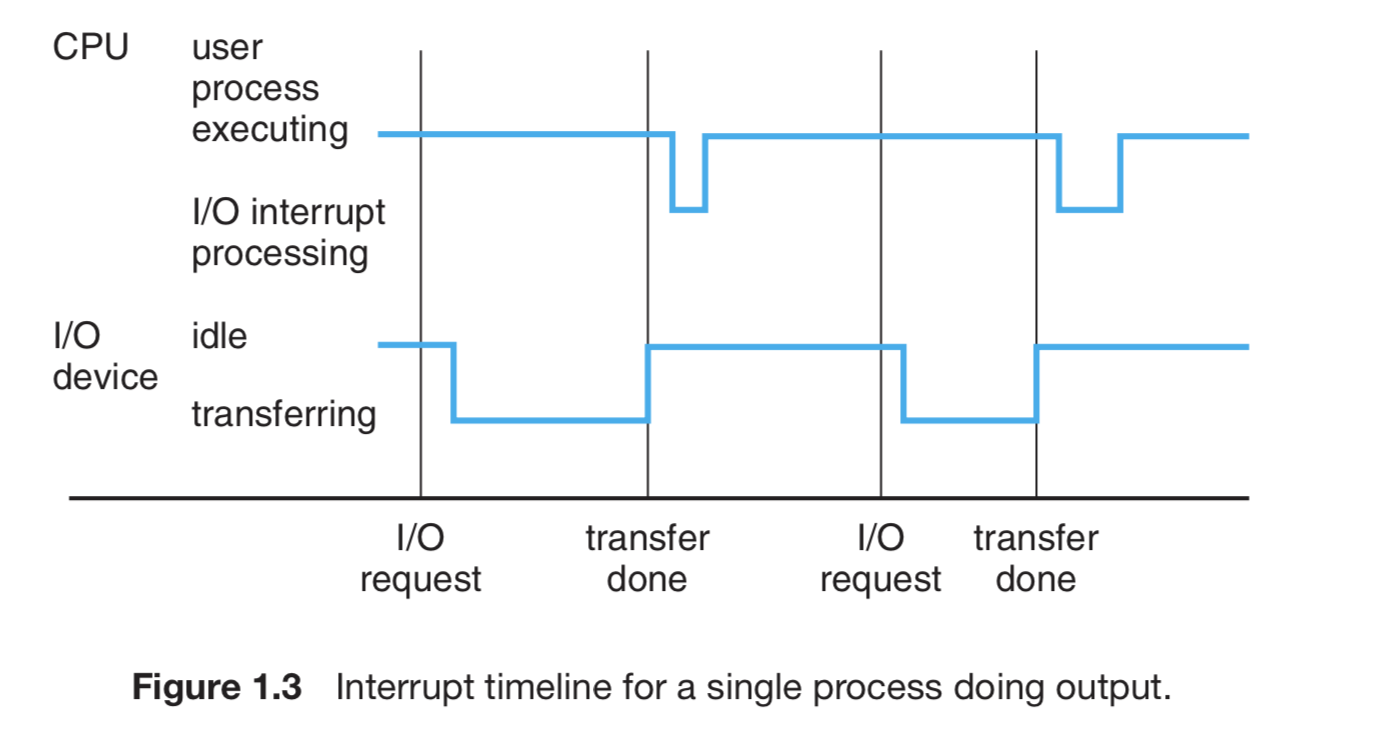 CPU
user
process
executing
I/O interrupt
processing
I/O
device
idle
transferring
I/O
request
transfer
done
I/O
request
transfer
done
Figure 1.3 Interrupt timeline for a single process doing output.